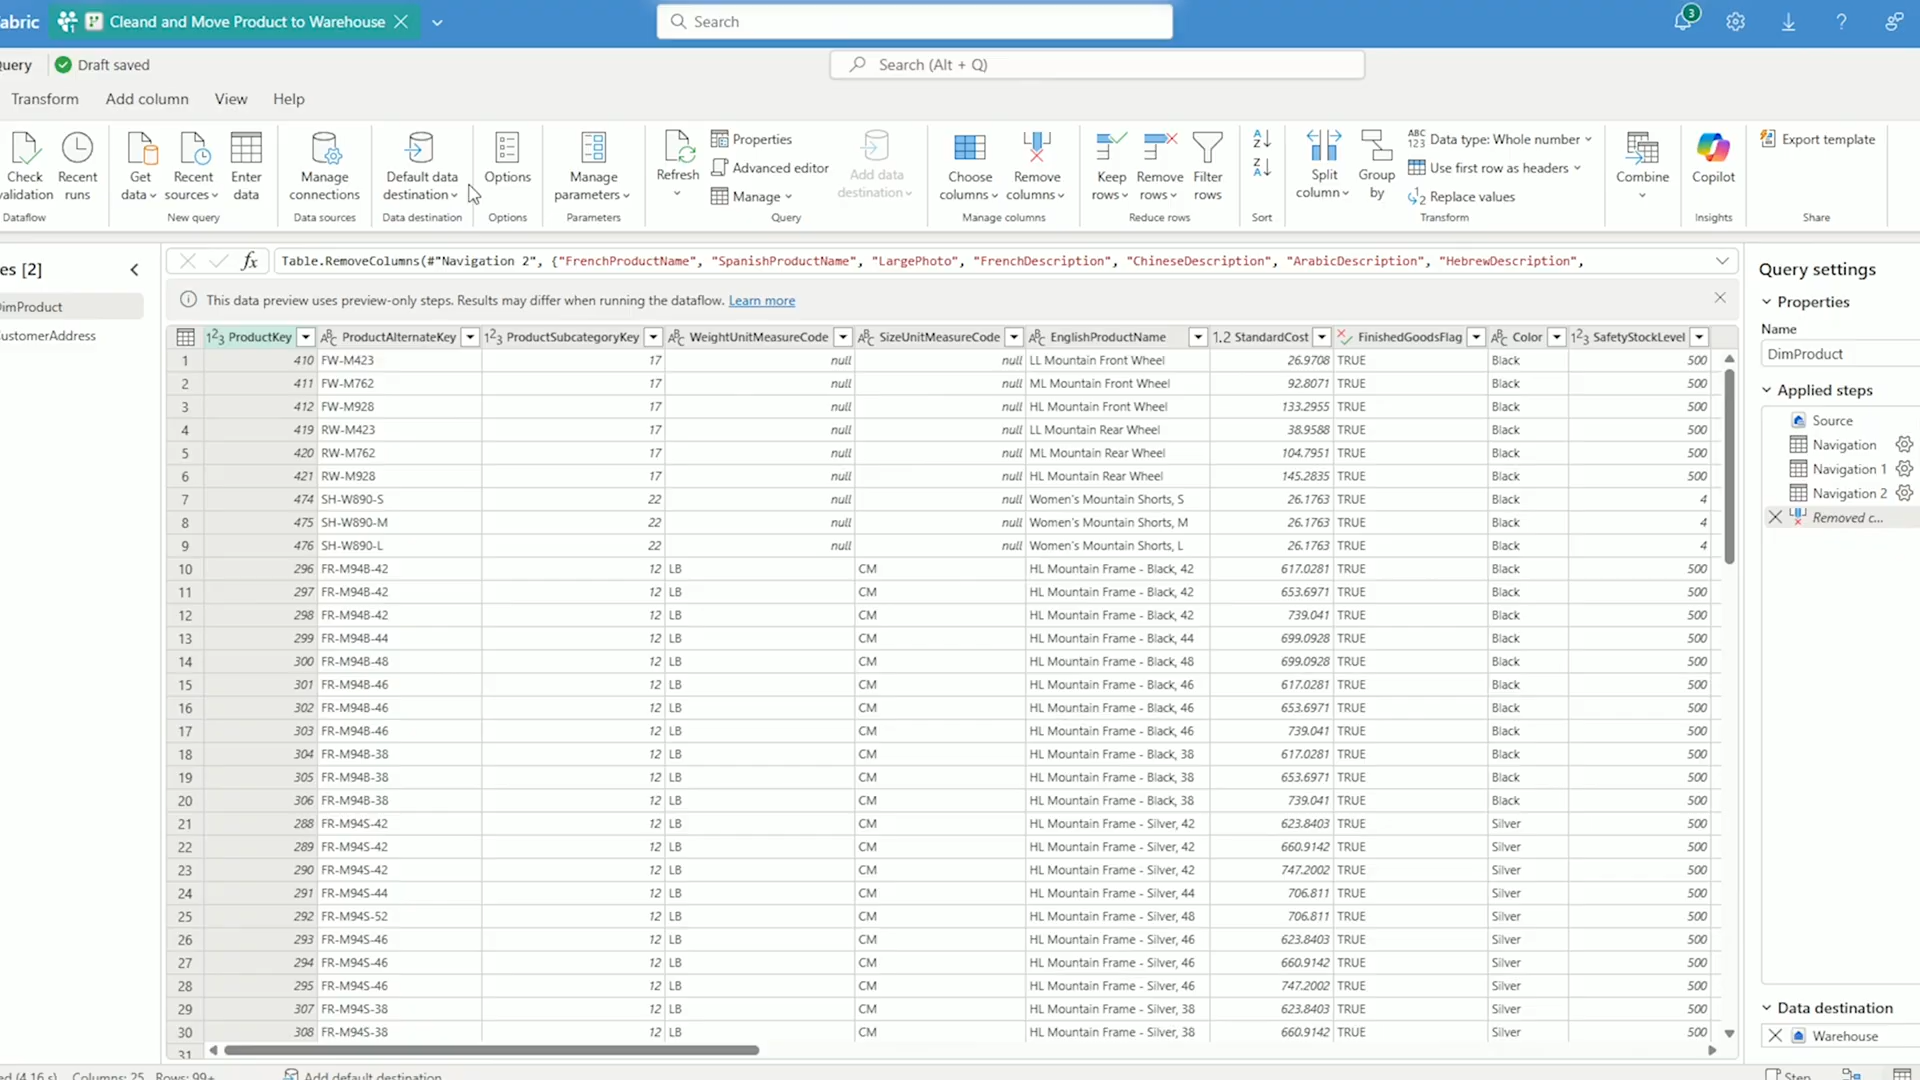 abric
Cleand and Move Product to Warehouse
Search
3
Query
Draft saved
Search (Alt + Q)
Transform
Add column
View
Help
Check validation
Recent runs
Dataflow
Get data
Recent sources
Enter data
New query
Manage connections
Data sources
Default data destination
Data destination
Options
Options
Manage parameters
Parameters
Refresh
Properties
Advanced editor
Manage
Add data destination
Query
Choose columns
Remove columns
Manage columns
Keep rows
Remove rows
Filter rows
Reduce rows
Sort
Split column
Group by
Data type: Whole number
Use first row as headers
Replace values
Transform
Combine
Copilot
Insights
Export template
Share
es [2]
DimProduct
CustomerAddress
fx Table.RemoveColumns(#"Navigation 2", {"FrenchProductName", "SpanishProductName", "LargePhoto", "FrenchDescription", "ChineseDescription", "ArabicDescription", "HebrewDescription",
This data preview uses preview-only steps. Results may differ when running the dataflow. Learn more
ProductKey ProductAlternateKey ProductSubcategoryKey WeightUnitMeasureCode SizeUnitMeasureCode EnglishProductName 1.2 StandardCost FinishedGoodsFlag Color SafetyStockLevel
1 410 FW-M423 17 null null LL Mountain Front Wheel 26.9708 TRUE Black 500
2 411 FW-M762 17 null null ML Mountain Front Wheel 92.8071 TRUE Black 500
3 412 FW-M928 17 null null HL Mountain Front Wheel 133.2955 TRUE Black 500
4 419 RW-M423 17 null null LL Mountain Rear Wheel 38.9588 TRUE Black 500
5 420 RW-M762 17 null null ML Mountain Rear Wheel 104.7951 TRUE Black 500
6 421 RW-M928 17 null null HL Mountain Rear Wheel 145.2835 TRUE Black 500
7 474 SH-W890-S 22 null null Women's Mountain Shorts, S 26.1763 TRUE Black 4
8 475 SH-W890-M 22 null null Women's Mountain Shorts, M 26.1763 TRUE Black 4
9 476 SH-W890-L 22 null null Women's Mountain Shorts, L 26.1763 TRUE Black 4
10 296 FR-M94B-42 12 LB CM HL Mountain Frame - Black, 42 617.0281 TRUE Black 500
11 297 FR-M94B-42 12 LB CM HL Mountain Frame - Black, 42 653.6971 TRUE Black 500
12 298 FR-M94B-42 12 LB CM HL Mountain Frame - Black, 42 739.041 TRUE Black 500
13 299 FR-M94B-44 12 LB CM HL Mountain Frame - Black, 44 699.0928 TRUE Black 500
14 300 FR-M94B-48 12 LB CM HL Mountain Frame - Black, 48 699.0928 TRUE Black 500
15 301 FR-M94B-46 12 LB CM HL Mountain Frame - Black, 46 617.0281 TRUE Black 500
16 302 FR-M94B-46 12 LB CM HL Mountain Frame - Black, 46 653.6971 TRUE Black 500
17 303 FR-M94B-46 12 LB CM HL Mountain Frame - Black, 46 739.041 TRUE Black 500
18 304 FR-M94B-38 12 LB CM HL Mountain Frame - Black, 38 617.0281 TRUE Black 500
19 305 FR-M94B-38 12 LB CM HL Mountain Frame - Black, 38 653.6971 TRUE Black 500
20 306 FR-M94B-38 12 LB CM HL Mountain Frame - Black, 38 739.041 TRUE Black 500
21 288 FR-M94S-42 12 LB CM HL Mountain Frame - Silver, 42 623.8403 TRUE Silver 500
22 289 FR-M94S-42 12 LB CM HL Mountain Frame - Silver, 42 660.9142 TRUE Silver 500
23 290 FR-M94S-42 12 LB CM HL Mountain Frame - Silver, 42 747.2002 TRUE Silver 500
24 291 FR-M94S-44 12 LB CM HL Mountain Frame - Silver, 44 706.811 TRUE Silver 500
25 292 FR-M94S-52 12 LB CM HL Mountain Frame - Silver, 48 706.811 TRUE Silver 500
26 293 FR-M94S-46 12 LB CM HL Mountain Frame - Silver, 46 623.8403 TRUE Silver 500
27 294 FR-M94S-46 12 LB CM HL Mountain Frame - Silver, 46 660.9142 TRUE Silver 500
28 295 FR-M94S-46 12 LB CM HL Mountain Frame - Silver, 46 747.2002 TRUE Silver 500
29 307 FR-M94S-38 12 LB CM HL Mountain Frame - Silver, 38 623.8403 TRUE Silver 500
30 308 FR-M94S-38 12 LB CM HL Mountain Frame - Silver, 38 660.9142 TRUE Silver 500
31
Query settings
Properties
Name
DimProduct
Applied steps
Source
Navigation
Navigation 1
Navigation 2
Removed c...
Data destination
Warehouse
ed (4.16 s) Columns: 25 Rows: 99+
Add default destination
Step